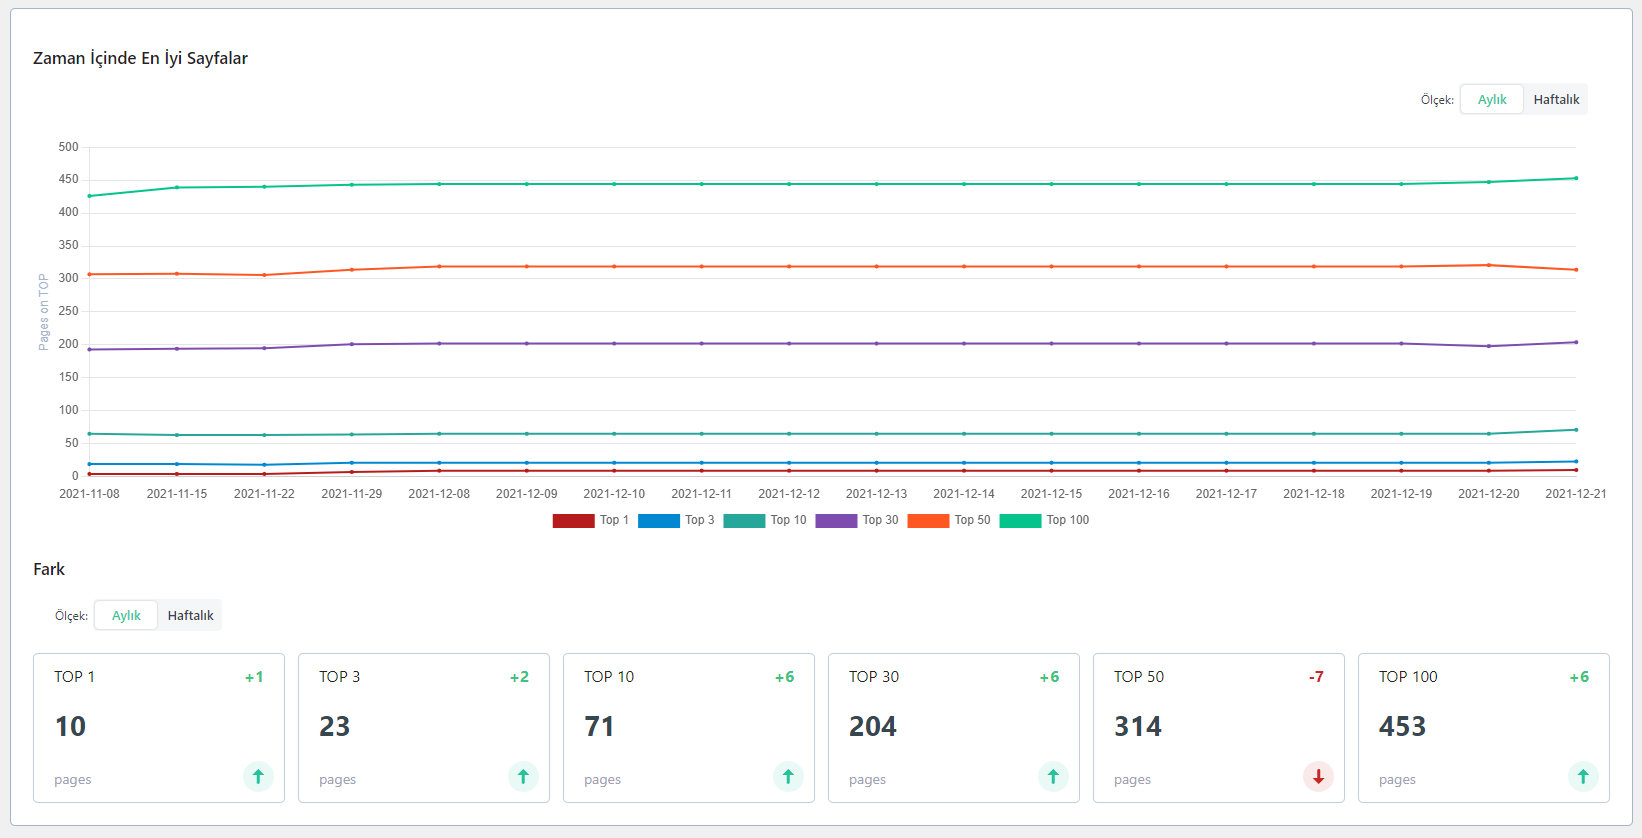 Zaman İçinde En İyi Sayfalar
Ölçek: Aylık Haftalık
500
450
400
350
300
250
200
150
100
50
0
Pages on TOP
2021-11-08 2021-11-15 2021-11-22 2021-11-29 2021-12-08 2021-12-09 2021-12-10 2021-12-11 2021-12-12 2021-12-13 2021-12-14 2021-12-15 2021-12-16 2021-12-17 2021-12-18 2021-12-19 2021-12-20 2021-12-21
Top 1 Top 3 Top 10 Top 30 Top 50 Top 100
Fark
Ölçek: Aylık Haftalık
TOP 1 +1
10
pages
TOP 3 +2
23
pages
TOP 10 +6
71
pages
TOP 30 +6
204
pages
TOP 50 -7
314
pages
TOP 100 +6
453
pages